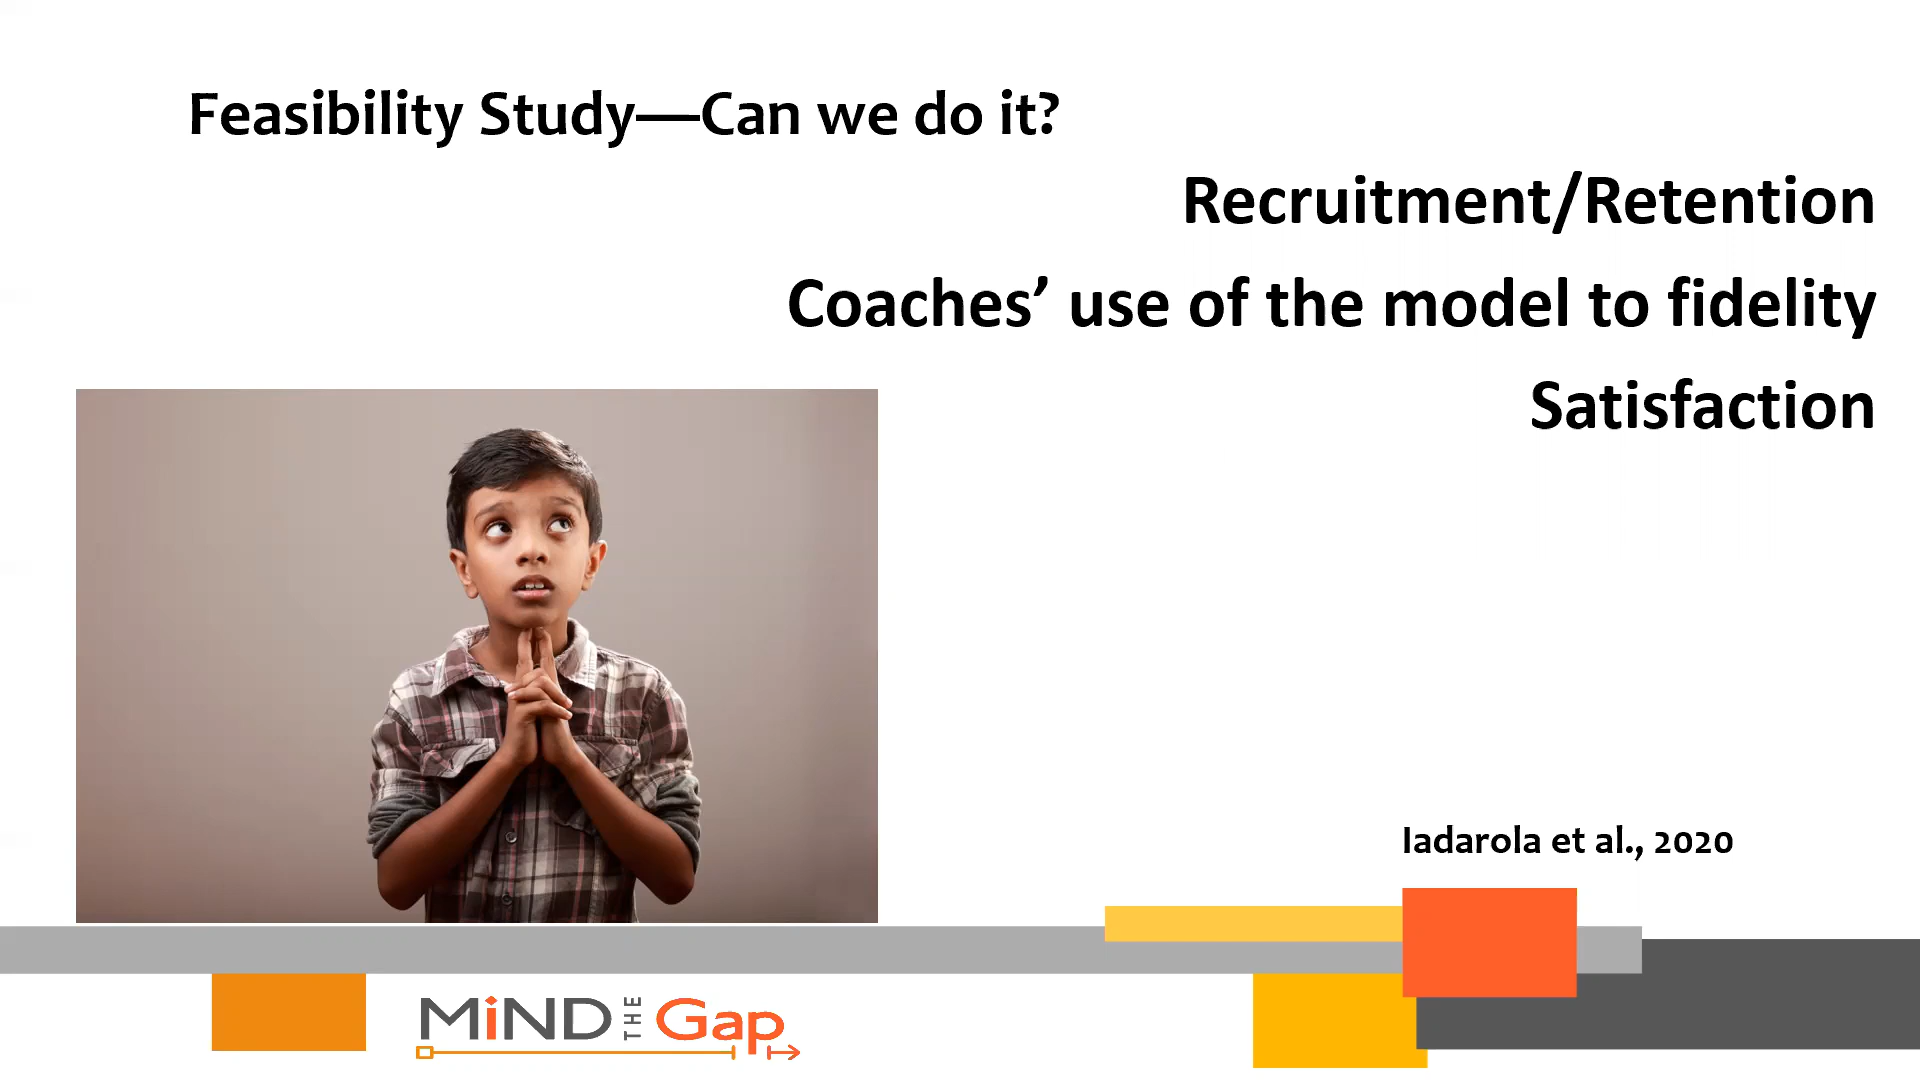 Feasibility Study—Can we do it?
Recruitment/Retention
Coaches’ use of the model to fidelity
Satisfaction
Iadarola et al., 2020
MiND THE Gap